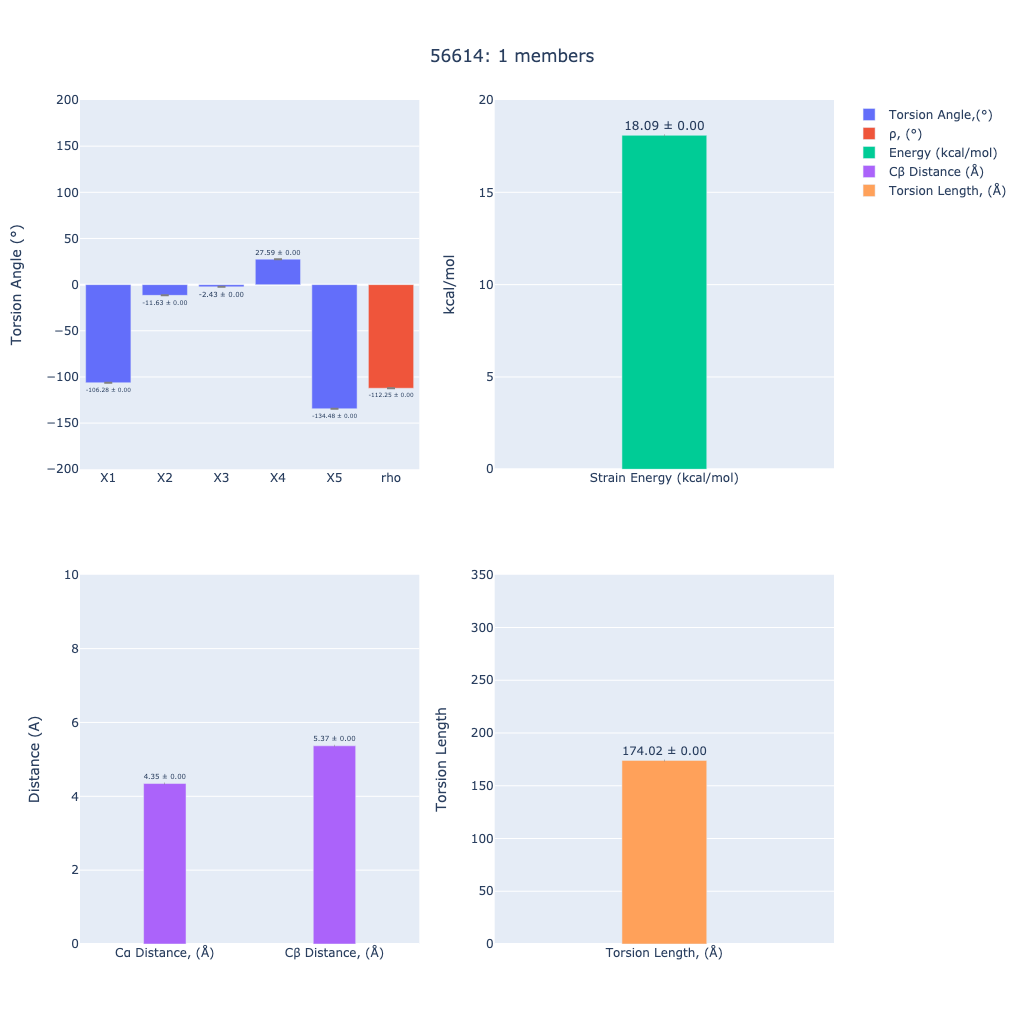 56614: 1 members
Torsion Angle (°)
200
150
100
50
0
−50
−100
−150
−200
-106.28 ± 0.00
-11.63 ± 0.00
-2.43 ± 0.00
27.59 ± 0.00
-134.48 ± 0.00
-112.25 ± 0.00
X1 X2 X3 X4 X5 rho
kcal/mol
20
15
10
5
0
18.09 ± 0.00
Strain Energy (kcal/mol)
Torsion Angle,(°)
ρ, (°)
Energy (kcal/mol)
Cβ Distance (Å)
Torsion Length, (Å)
Distance (A)
10
8
6
4
2
0
4.35 ± 0.00
5.37 ± 0.00
Cα Distance, (Å) Cβ Distance, (Å)
Torsion Length
350
300
250
200
150
100
50
0
174.02 ± 0.00
Torsion Length, (Å)